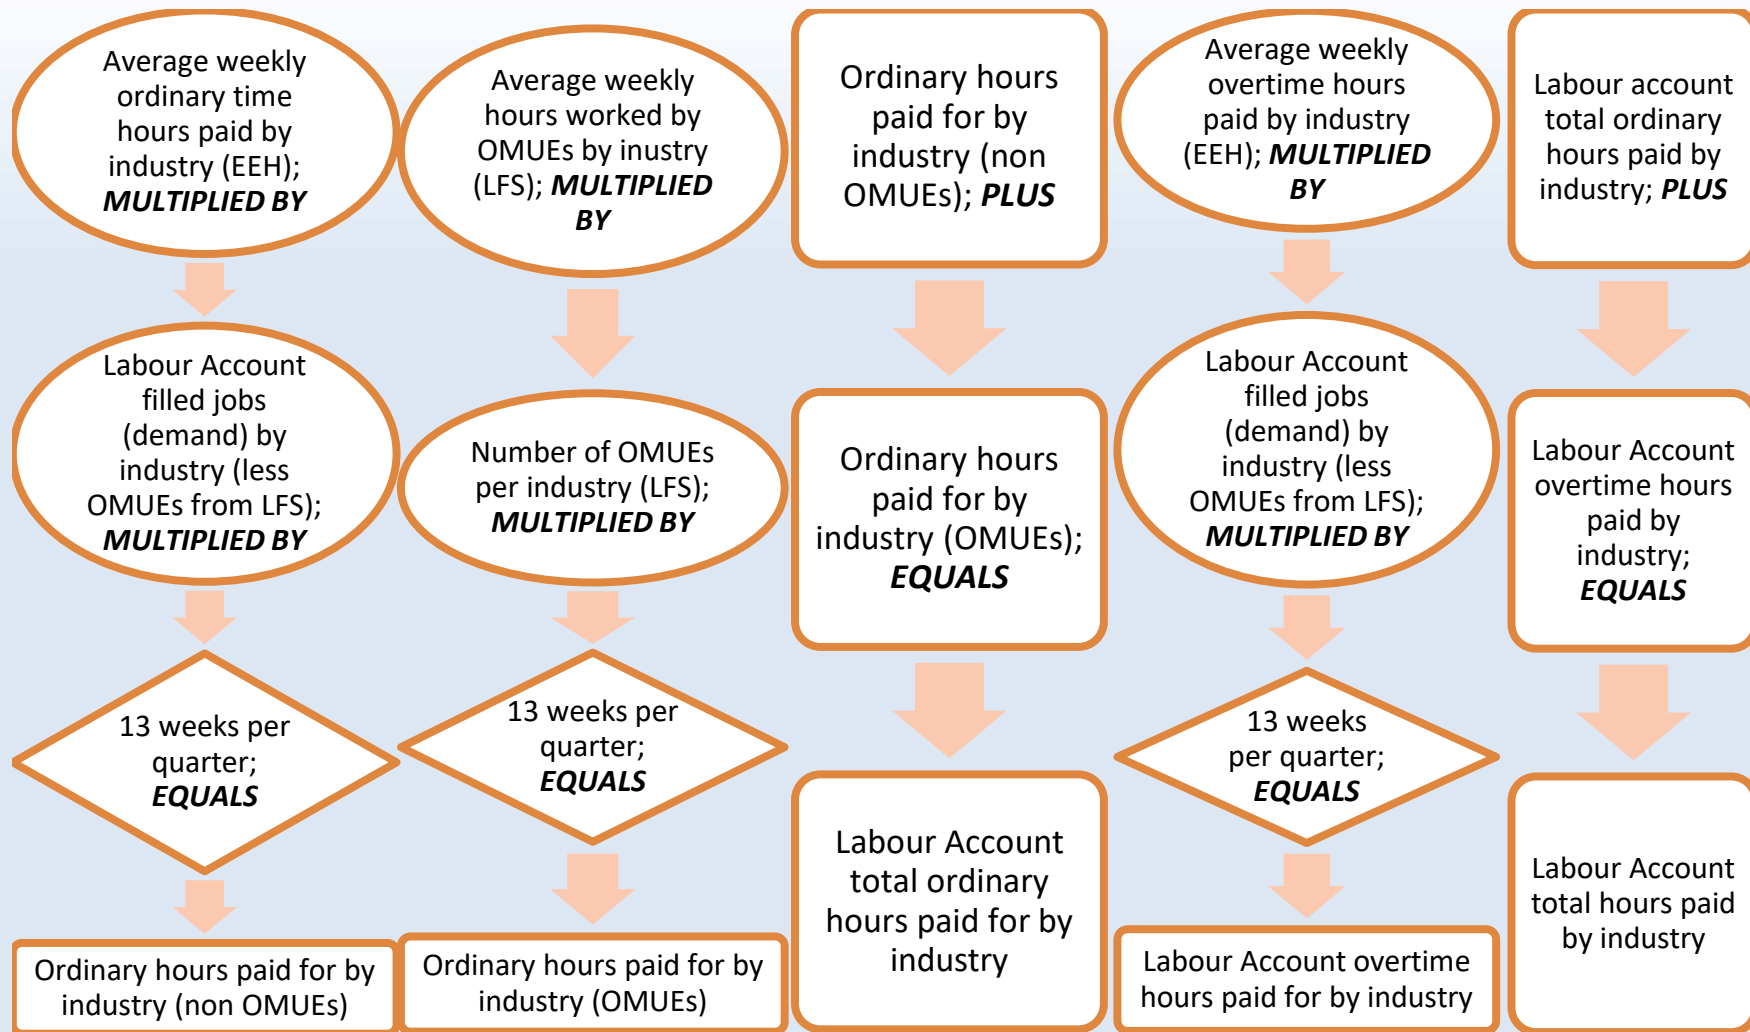 Average weekly
ordinary time
hours paid by
industry (EEH);
MULTIPLIED BY
Labour Account
filled jobs
(demand) by
industry (less
OMUEs from LFS);
MULTIPLIED BY
13 weeks per
quarter;
EQUALS
Ordinary hours paid for by
industry (non OMUEs)
Average weekly
hours worked by
OMUEs by inustry
(LFS); MULTIPLIED
BY
Number of OMUEs
per industry (LFS);
MULTIPLIED BY
13 weeks per
quarter;
EQUALS
Ordinary hours paid for by
industry (OMUEs)
Ordinary hours
paid for by
industry (non
OMUEs); PLUS
Ordinary hours
paid for by
industry (OMUEs);
EQUALS
Labour Account
total ordinary
hours paid for by
industry
Average weekly
overtime hours
paid by industry
(EEH); MULTIPLIED
BY
Labour Account
filled jobs
(demand) by
industry (less
OMUEs from LFS);
MULTIPLIED BY
13 weeks
per quarter;
EQUALS
Labour Account overtime
hours paid for by industry
Labour account
total ordinary
hours paid by
industry; PLUS
Labour Account
overtime hours
paid by
industry;
EQUALS
Labour Account
total hours paid
by industry